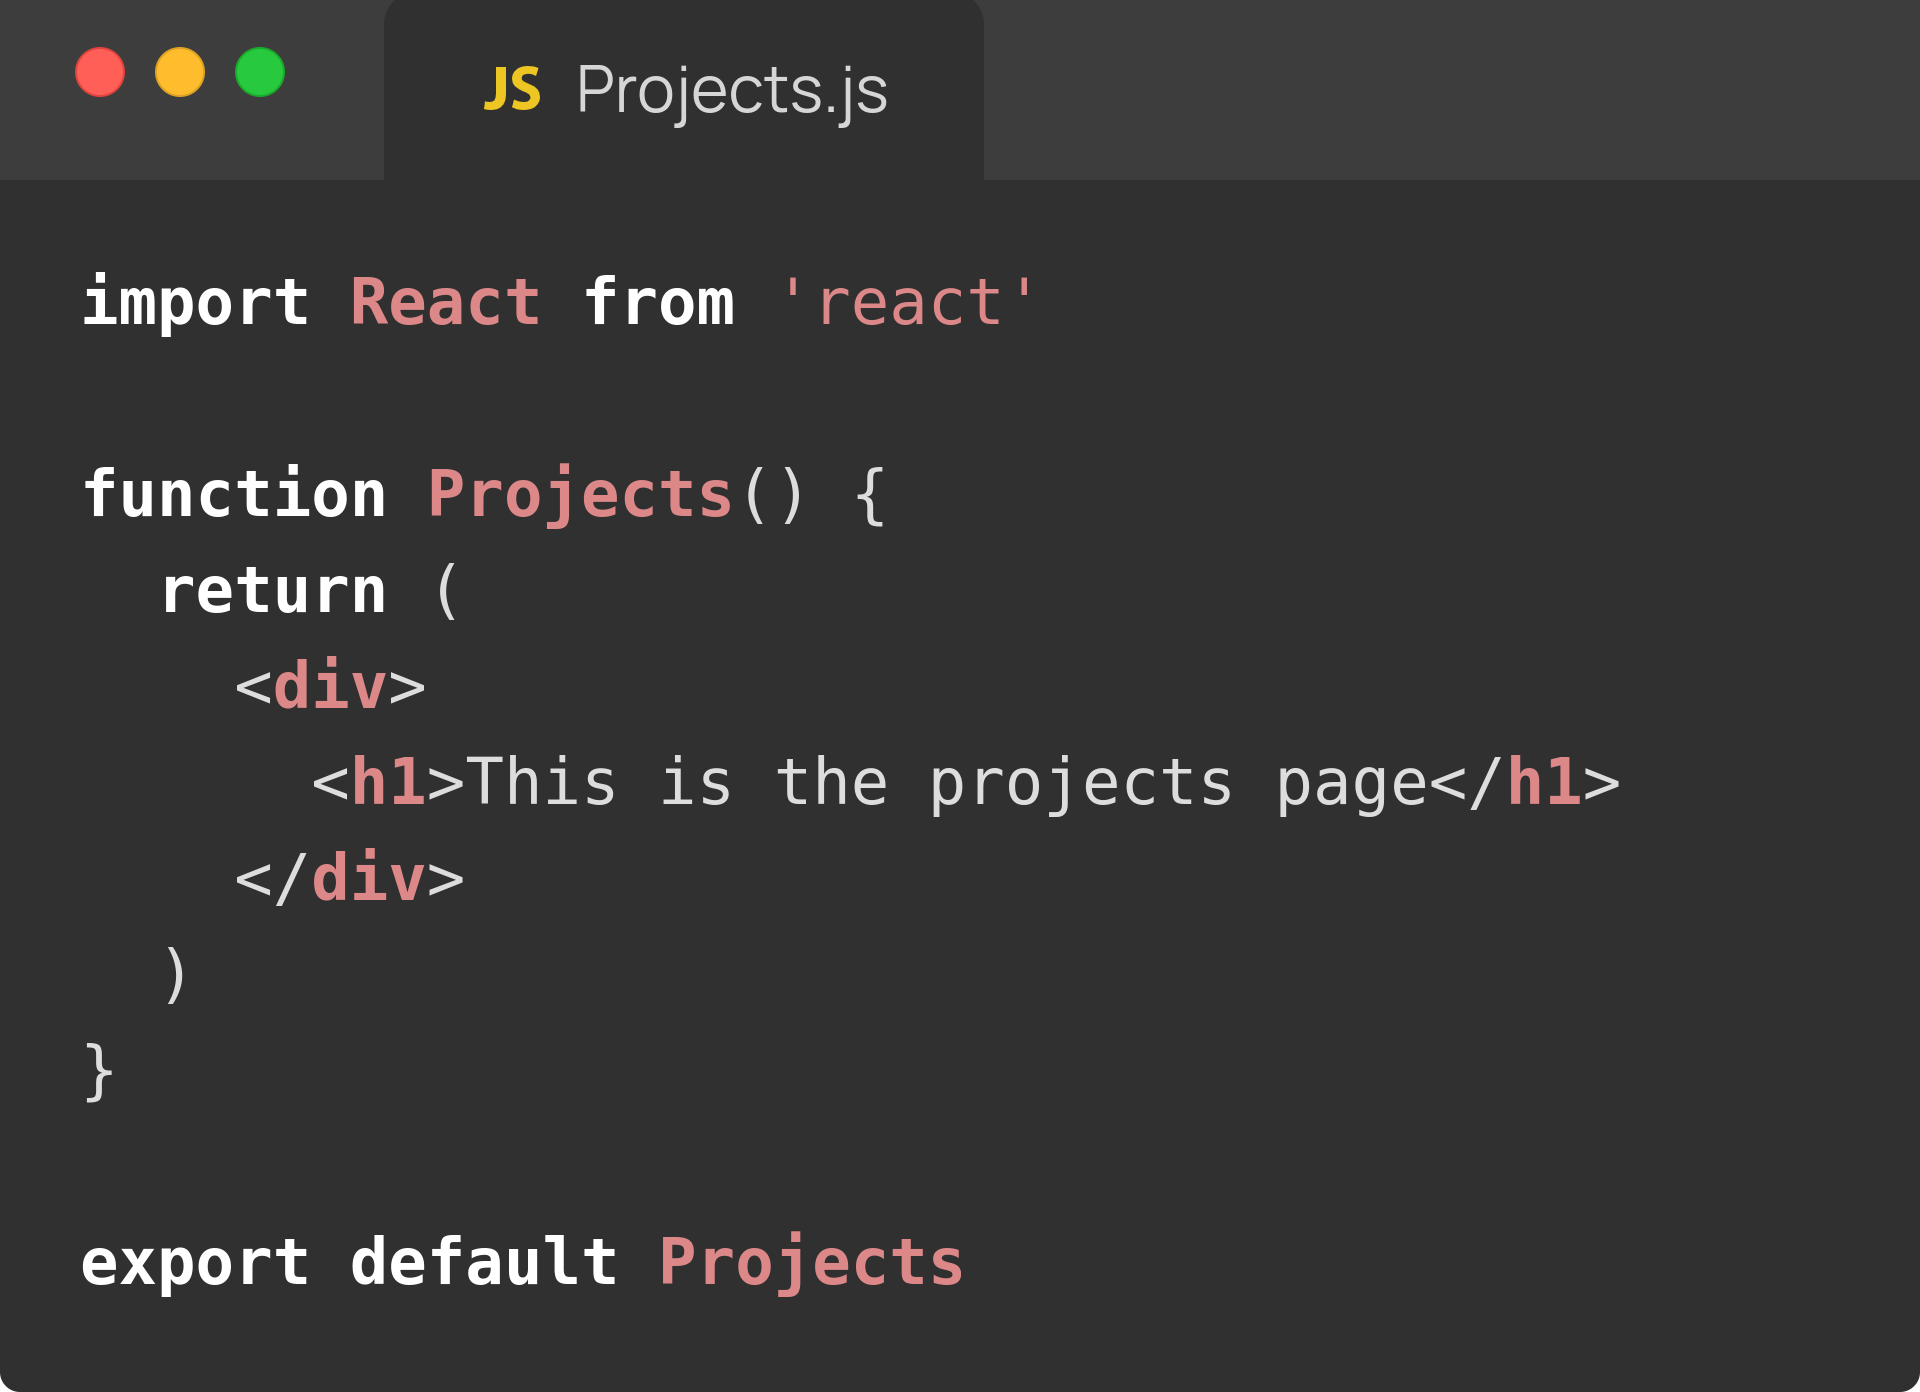 JS Projects.js
import React from 'react'
function Projects() {
  return (
    <div>
      <h1>This is the projects page</h1>
    </div>
  )
}
export default Projects